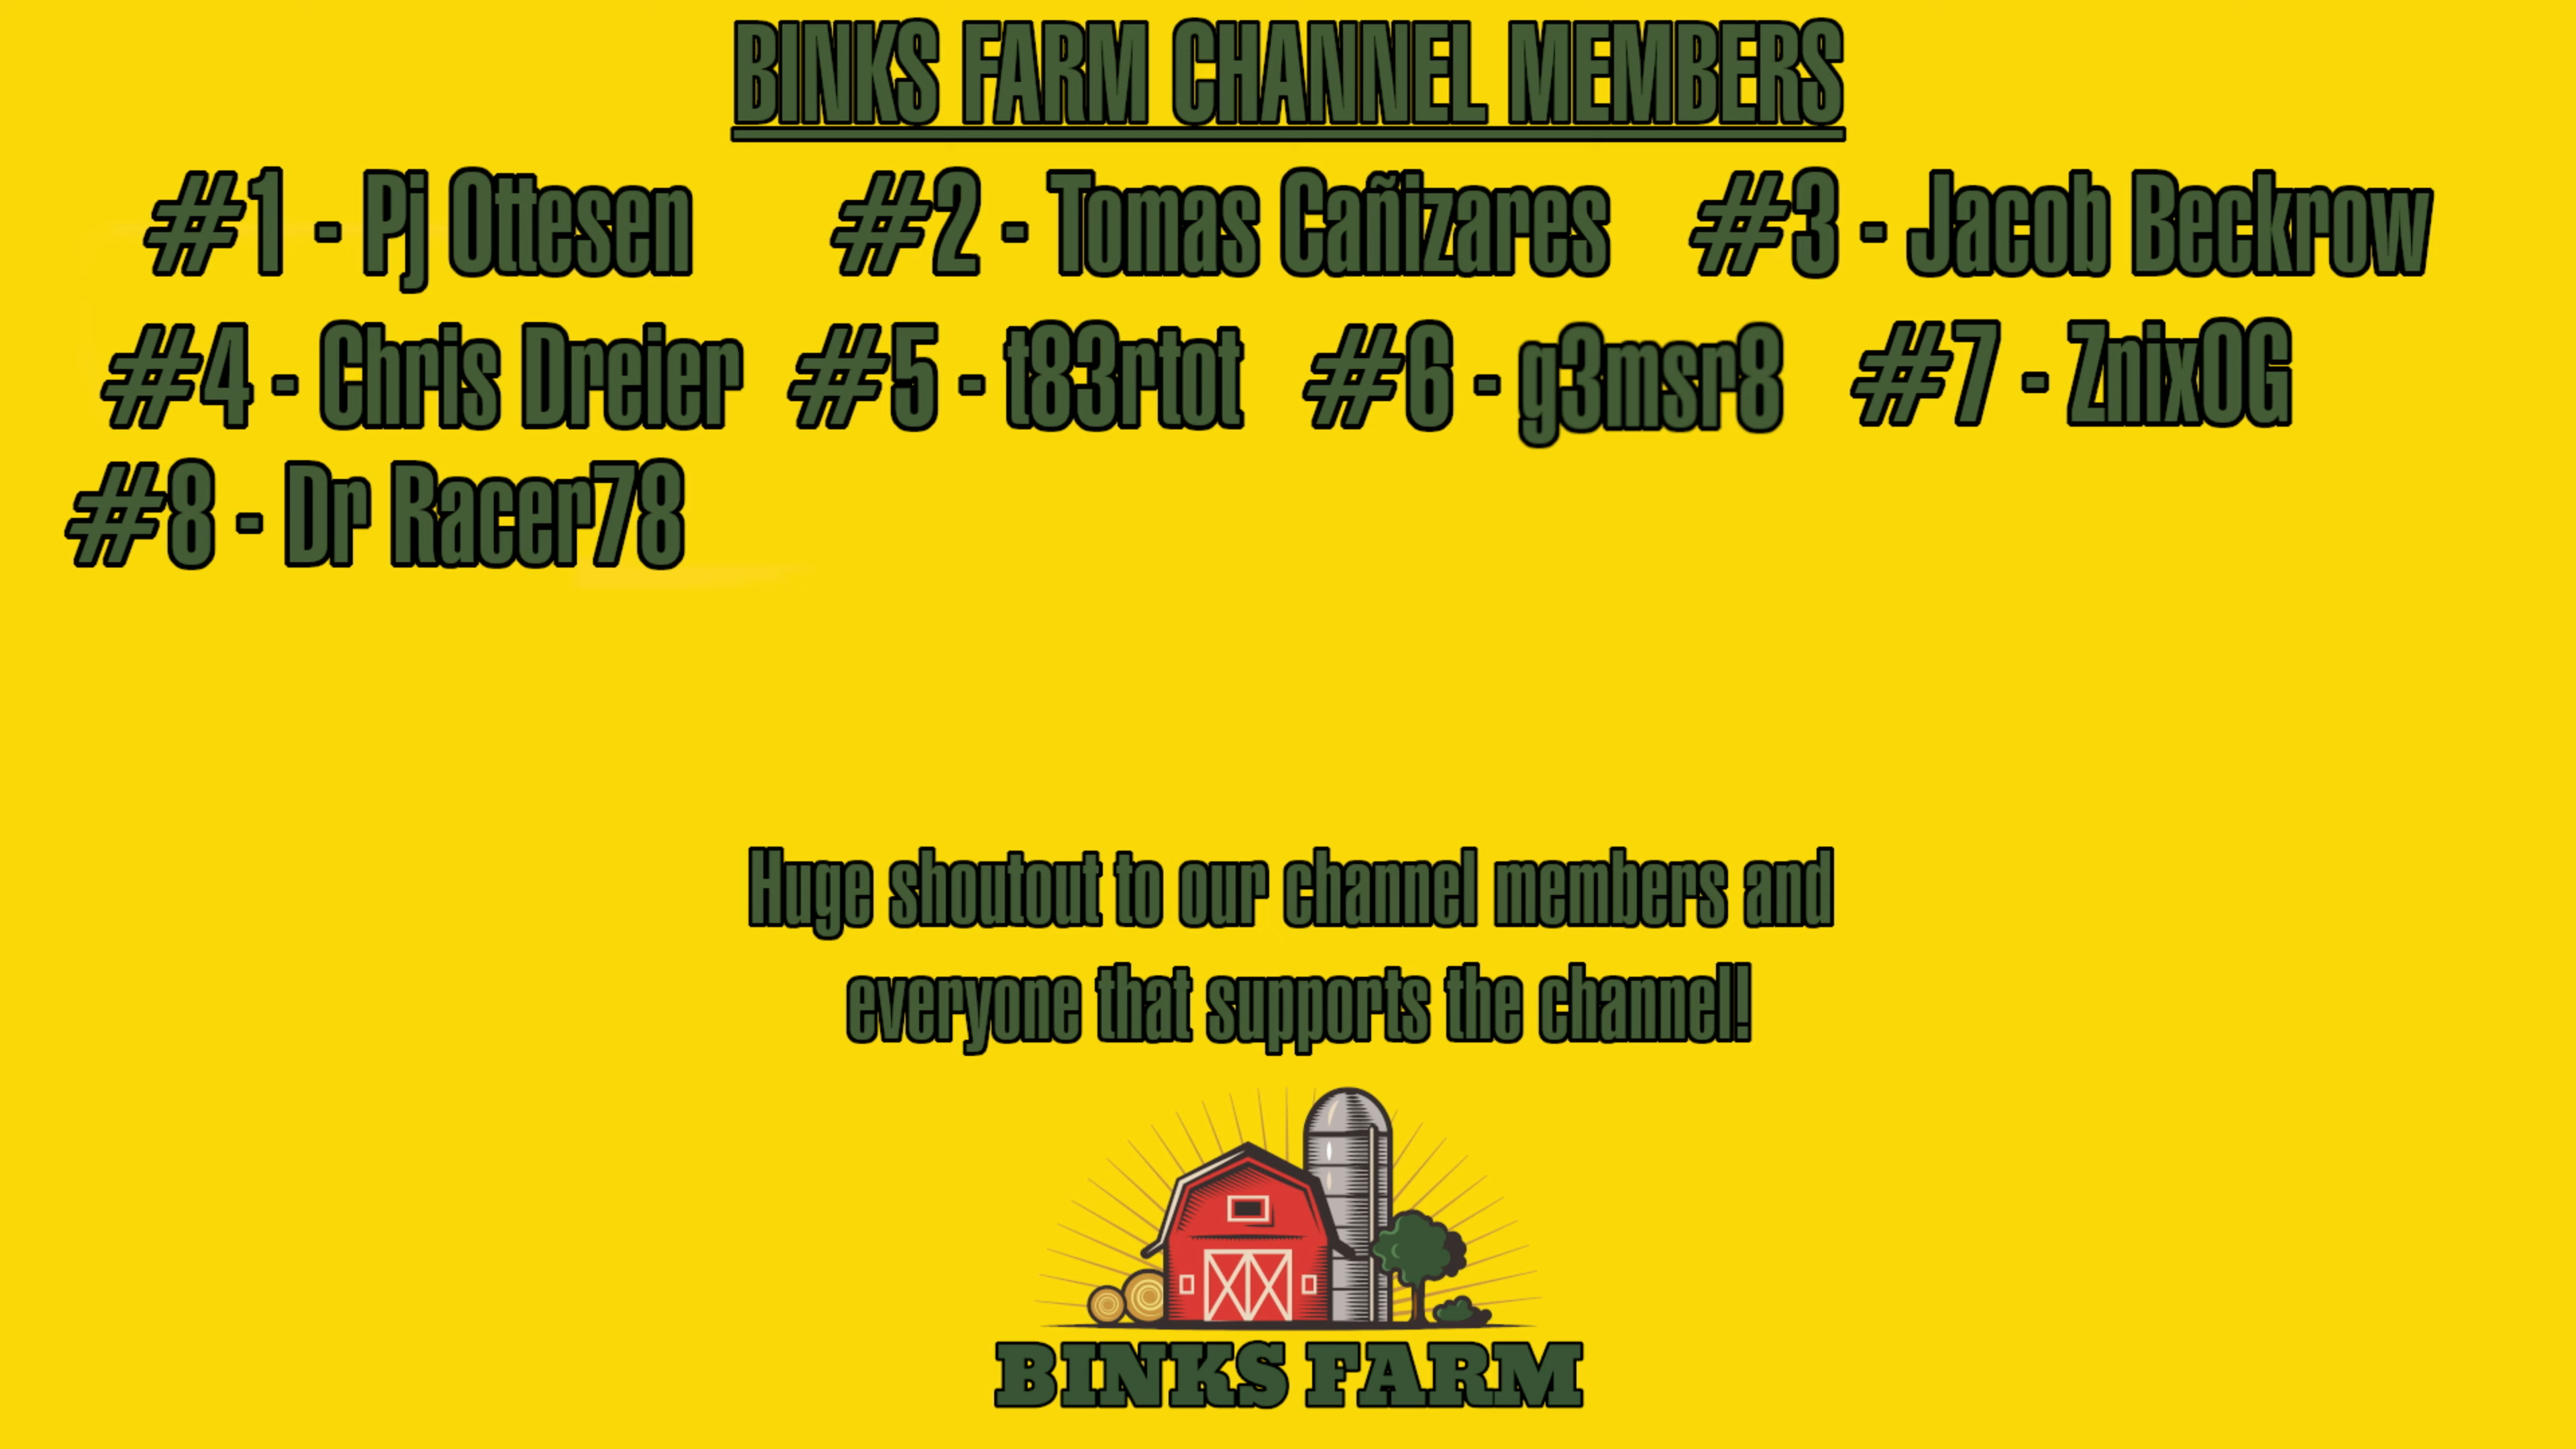 BINKS FARM CHANNEL MEMBERS
#1 - Pj Ottesen #2 - Tomas Cañizares #3 - Jacob Beckrow
#4 - Chris Dreier #5 - t83rtot #6 - g3msr8 #7 - ZnixOG
#8 - Dr Racer78
Huge shoutout to our channel members and
everyone that supports the channel!
BINKS FARM